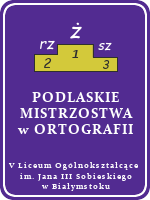 Ż
rz sz
1
2 3
PODLASKIE
MISTRZOSTWA
w ORTOGRAFII
V Liceum Ogólnokształcące
im. Jana III Sobieskiego
w Białymstoku